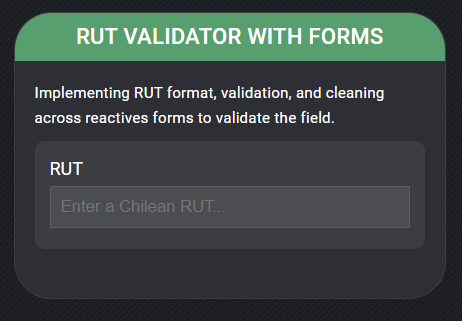 RUT VALIDATOR WITH FORMS
Implementing RUT format, validation, and cleaning
across reactives forms to validate the field.
RUT
Enter a Chilean RUT...